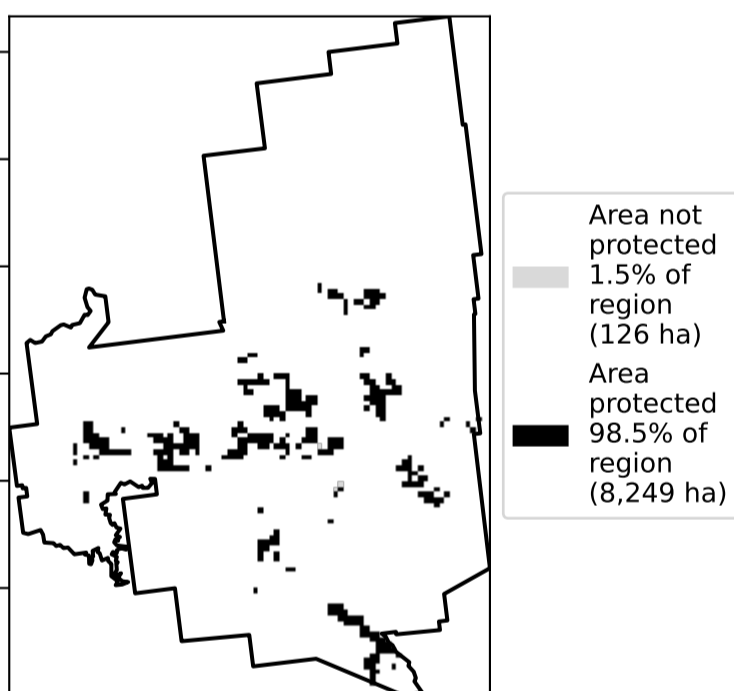 Area not
protected
1.5% of
region
(126 ha)
Area
protected
98.5% of
region
(8,249 ha)